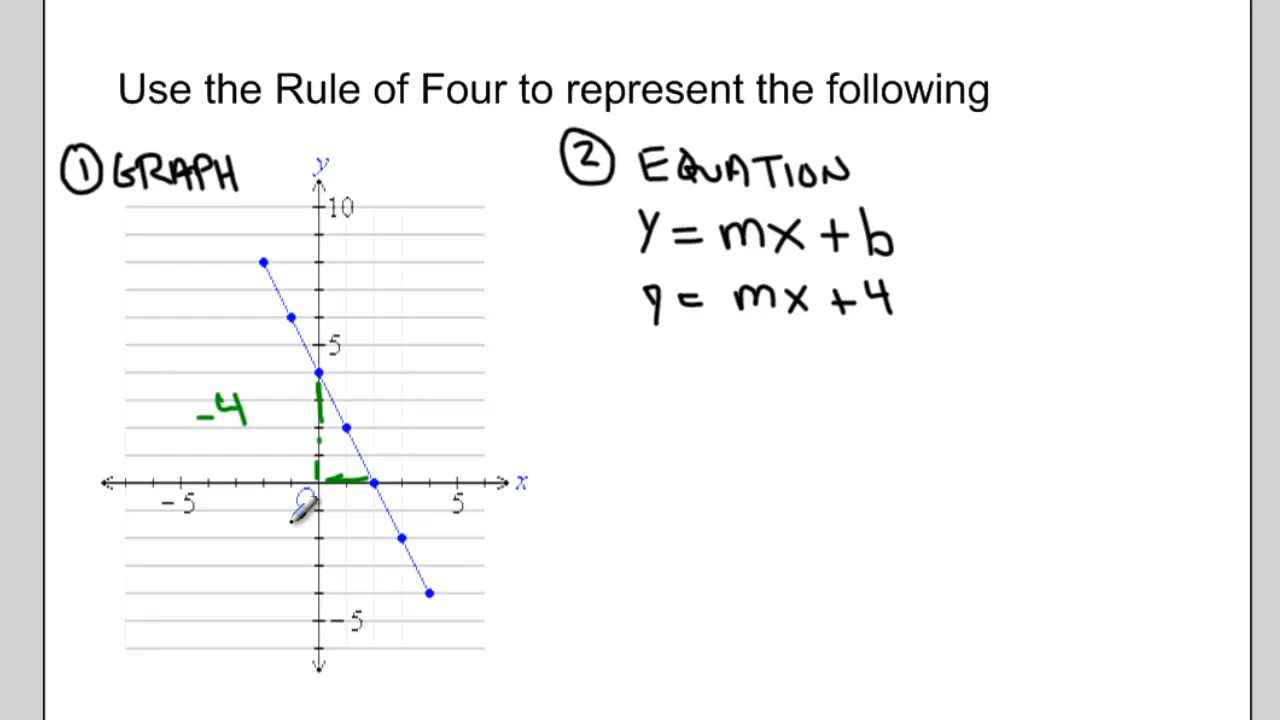 Use the Rule of Four to represent the following
① GRAPH
② EQUATION
y = mx + b
y = mx + 4
y
10
5
-4
-5
0
5
x
-5